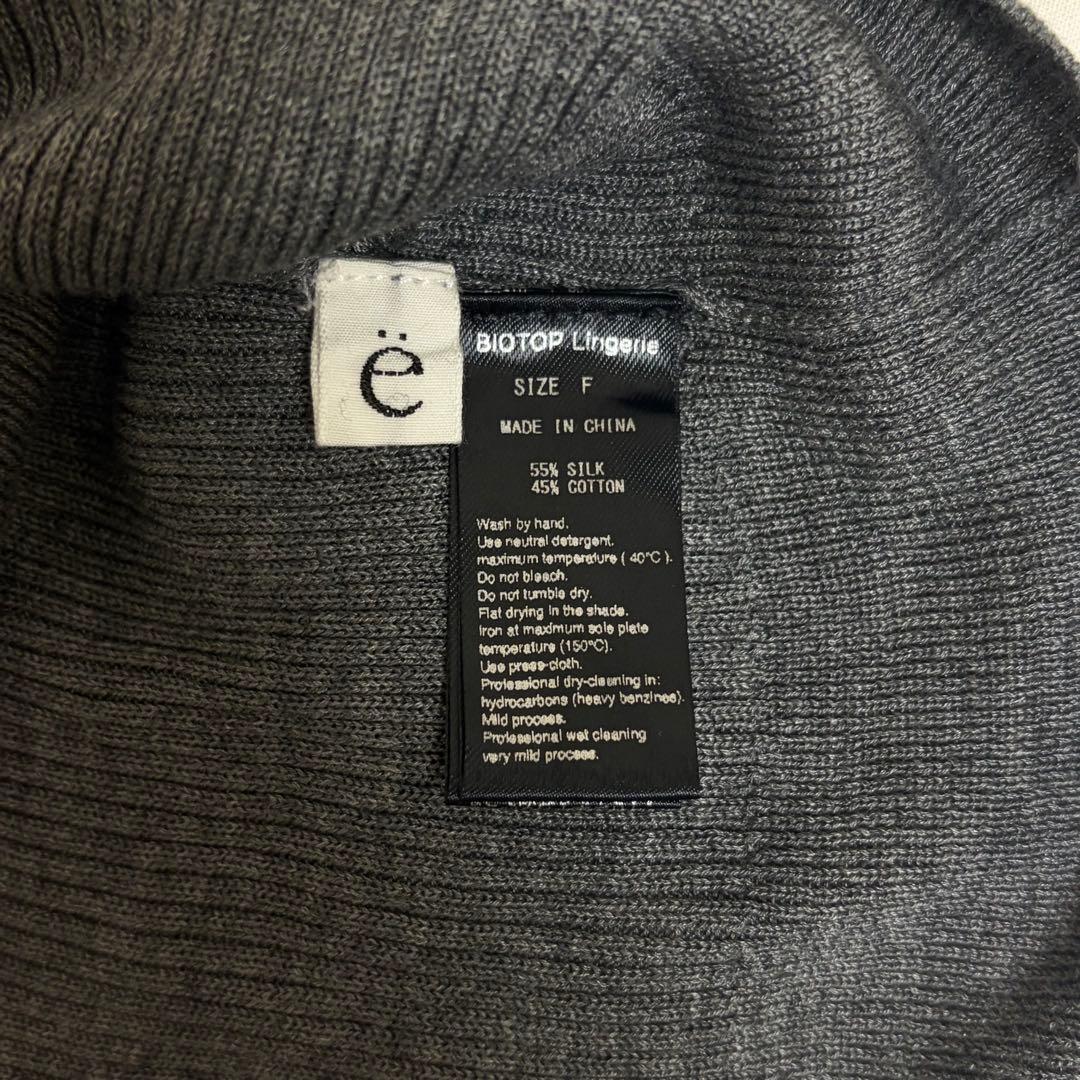 ë
BIOTOP Lingerie
SIZE F
MADE IN CHINA
55% SILK
45% COTTON
Wash by hand.
Use neutral detergent.
maximum temperature ( 40°C ).
Do not bleach.
Do not tumble dry.
Flat drying in the shade.
Iron at maximum sole plate
temperature (150°C).
Use press-cloth.
Professional dry-cleaning in:
hydrocarbons (heavy benzines).
Mild process.
Professional wet cleaning
very mild process.